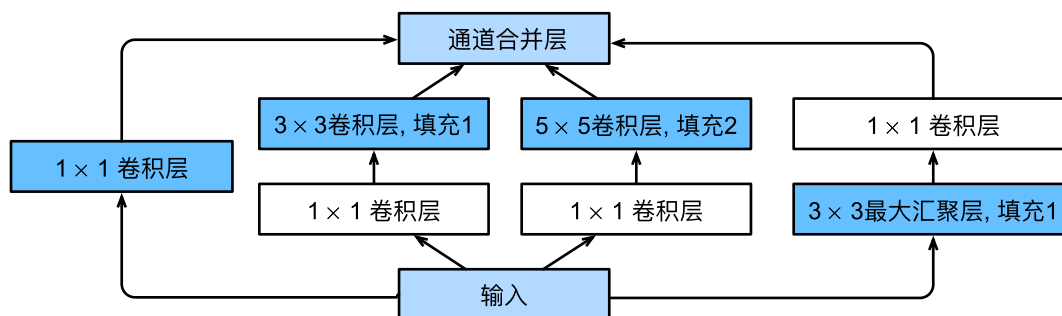 通道合并层
3 × 3卷积层, 填充1
5 × 5卷积层, 填充2
1 × 1 卷积层
1 × 1 卷积层
1 × 1 卷积层
1 × 1 卷积层
3 × 3最大汇聚层, 填充1
输入